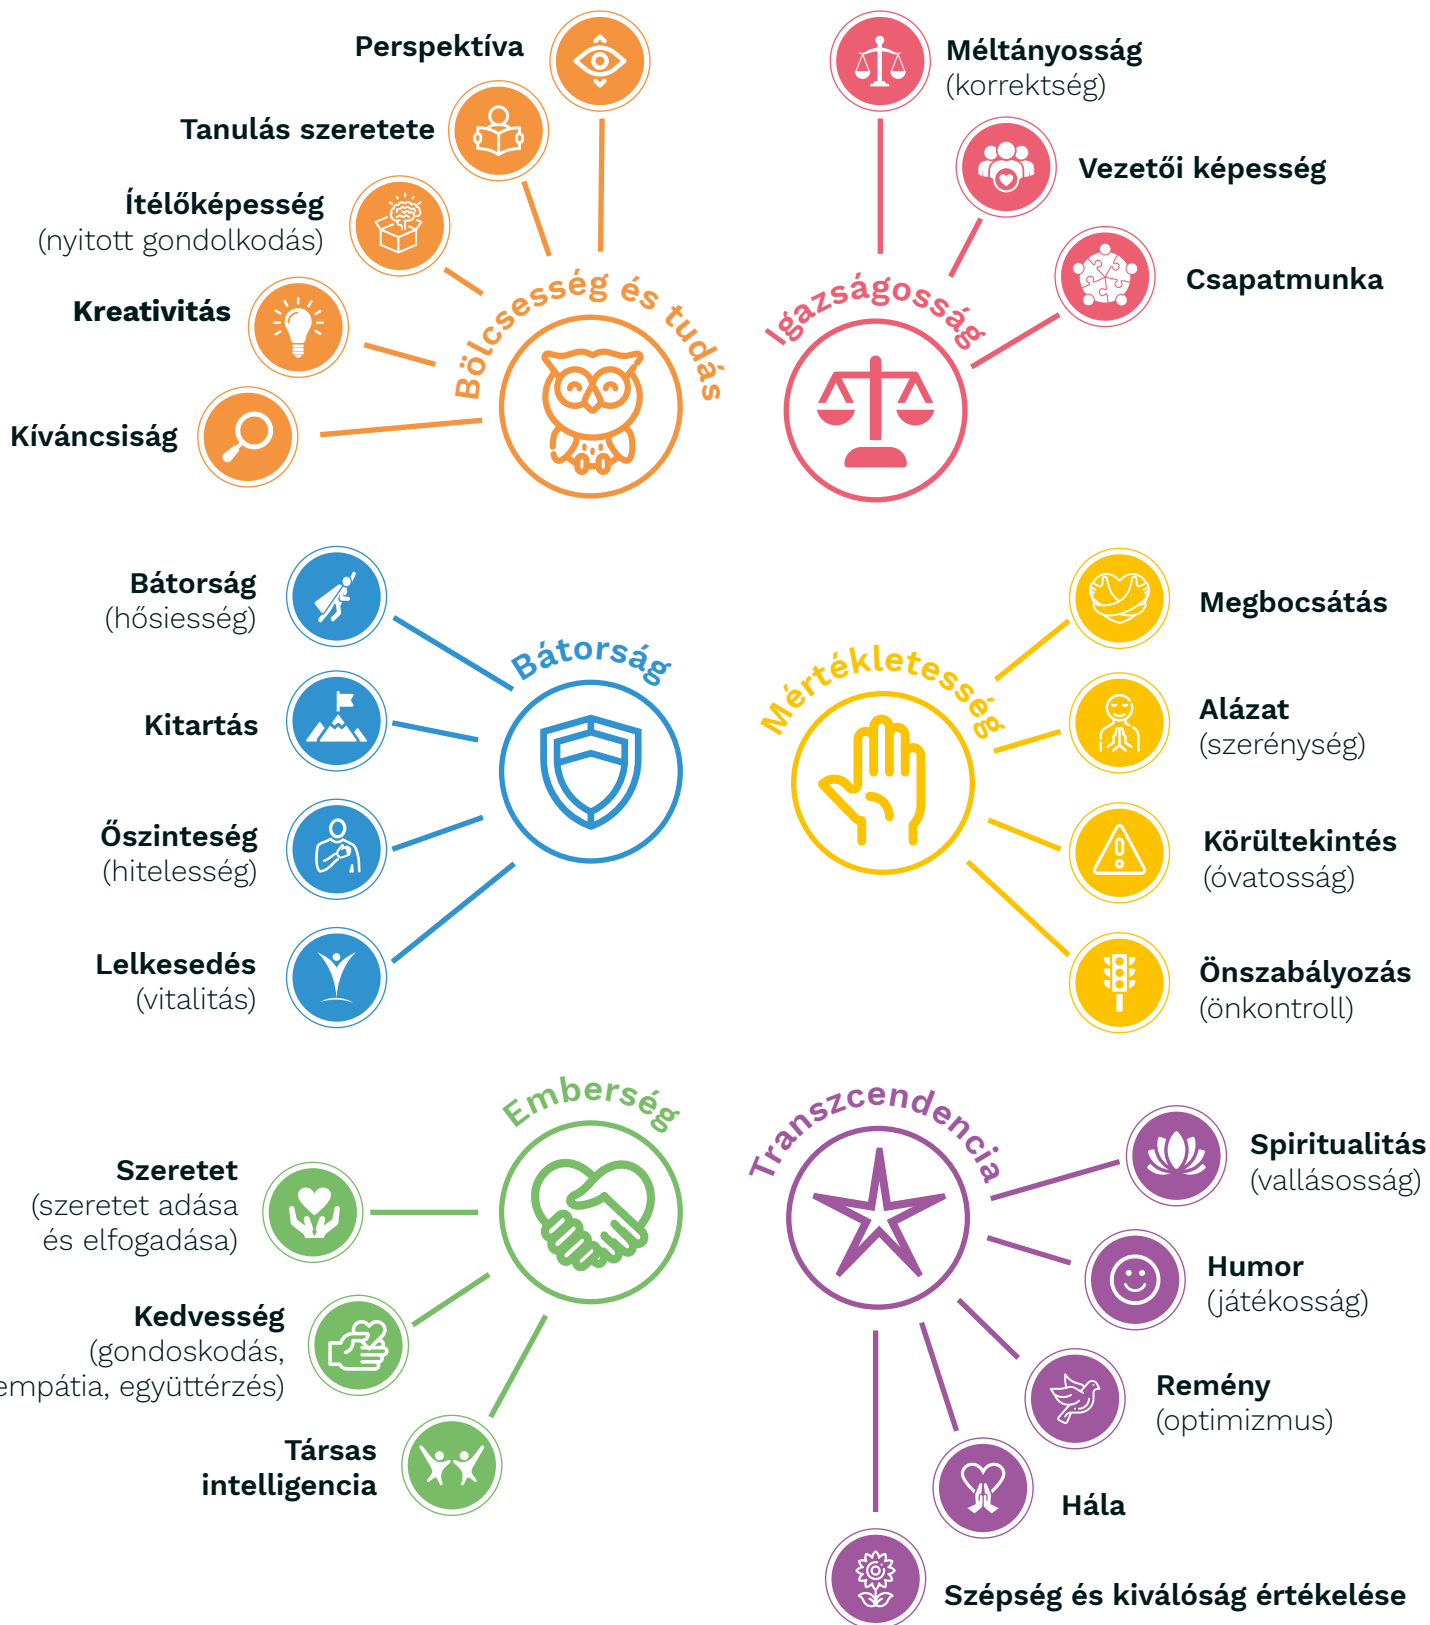 Perspektíva
Tanulás szeretete
Ítélőképesség
(nyitott gondolkodás)
Kreativitás
Kíváncsiság
Bölcsesség és tudás
Méltányosság
(korrektség)
Vezetői képesség
Csapatmunka
Igazságosság
Bátorság
(hősiesség)
Kitartás
Őszinteség
(hitelesség)
Lelkesedés
(vitalitás)
Bátorság
Megbocsátás
Alázat
(szerénység)
Körültekintés
(óvatosság)
Önszabályozás
(önkontroll)
Mértékletesség
Emberség
Szeretet
(szeretet adása
és elfogadása)
Kedvesség
(gondoskodás,
empátia, együttérzés)
Társas
intelligencia
Transzcendencia
Spiritualitás
(vallásosság)
Humor
(játékosság)
Remény
(optimizmus)
Hála
Szépség és kiválóság értékelése